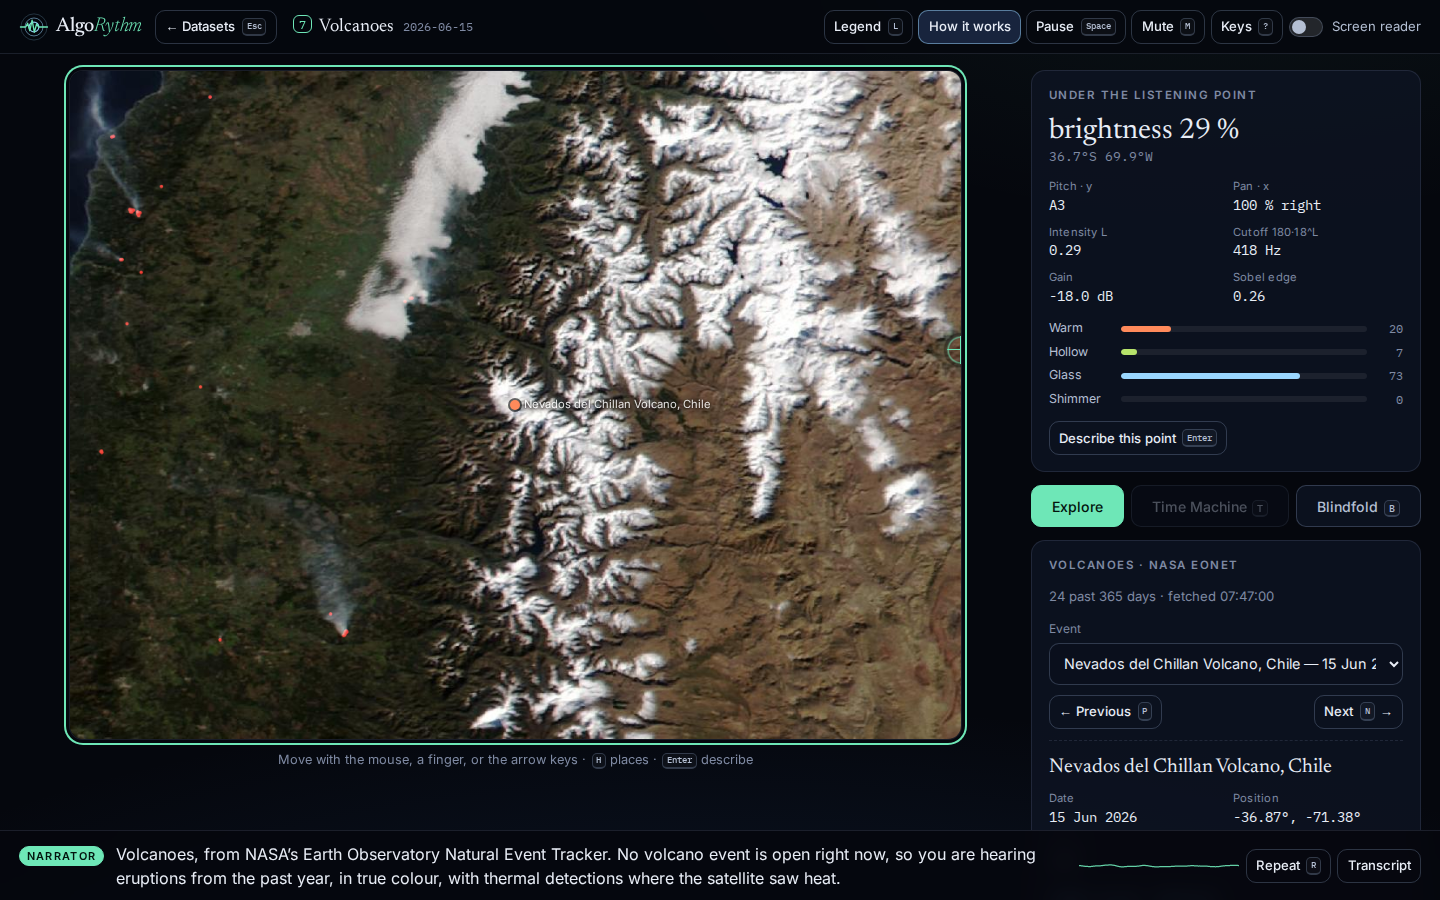 AlgoRythm
← Datasets Esc
7 Volcanoes 2026-06-15
Legend L
How it works
Pause Space
Mute M
Keys ?
Screen reader
Nevados del Chillan Volcano, Chile
Move with the mouse, a finger, or the arrow keys · H places · Enter describe
UNDER THE LISTENING POINT
brightness 29 %
36.7°S 69.9°W
Pitch · y Pan · x
A3 100 % right
Intensity L Cutoff 180·18^L
0.29 418 Hz
Gain Sobel edge
-18.0 dB 0.26
Warm 20
Hollow 7
Glass 73
Shimmer 0
Describe this point Enter
Explore
Time Machine T
Blindfold B
VOLCANOES · NASA EONET
24 past 365 days · fetched 07:47:00
Event
Nevados del Chillan Volcano, Chile — 15 Jun 2
← Previous P
Next N →
Nevados del Chillan Volcano, Chile
Date Position
15 Jun 2026 -36.87°, -71.38°
NARRATOR
Volcanoes, from NASA's Earth Observatory Natural Event Tracker. No volcano event is open right now, so you are hearing
eruptions from the past year, in true colour, with thermal detections where the satellite saw heat.
Repeat R
Transcript